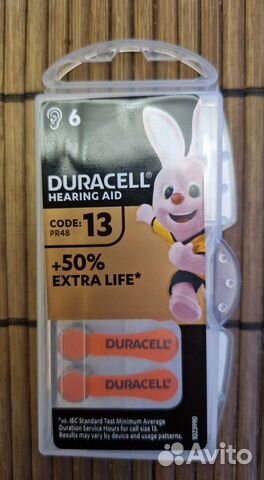 6
DURACELL®
HEARING AID
CODE: 13
PR48
+50%
EXTRA LIFE*
DURACELL
DURACELL
*vs. IEC Standard Test Minimum Average
Duration Service Hours for cell size 13.
Results may vary by device and usage patterns.
Avito